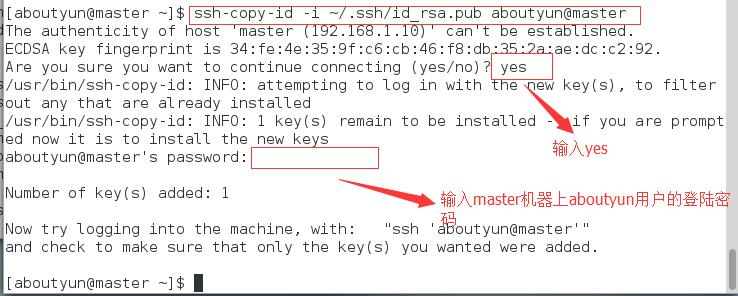 [aboutyun@master ~]$ ssh-copy-id -i ~/.ssh/id_rsa.pub aboutyun@master
The authenticity of host 'master (192.168.1.10)' can't be established.
ECDSA key fingerprint is 34:fe:4e:35:9f:c6:cb:46:f8:db:35:2a:ae:dc:c2:92.
Are you sure you want to continue connecting (yes/no)? yes
/usr/bin/ssh-copy-id: INFO: attempting to log in with the new key(s), to filter
out any that are already installed
/usr/bin/ssh-copy-id: INFO: 1 key(s) remain to be installed -- if you are prompt
ed now it is to install the new keys
输入yes
aboutyun@master's password:
Number of key(s) added: 1
输入master机器上aboutyun用户的登陆密
码
Now try logging into the machine, with:   "ssh 'aboutyun@master'"
and check to make sure that only the key(s) you wanted were added.
[aboutyun@master ~]$